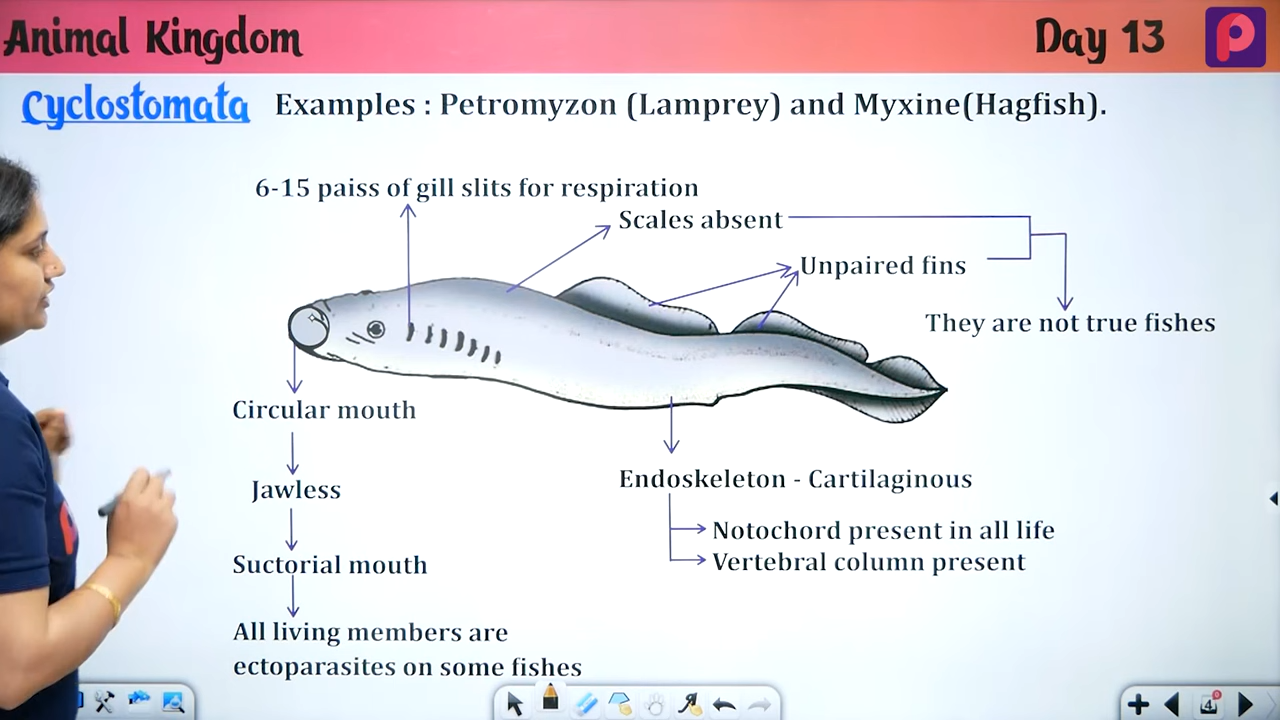 Animal Kingdom
Day 13
Cyclostomata
Examples : Petromyzon (Lamprey) and Myxine(Hagfish).
6-15 paiss of gill slits for respiration
Scales absent
Unpaired fins
They are not true fishes
Circular mouth
Jawless
Suctorial mouth
All living members are
ectoparasites on some fishes
Endoskeleton - Cartilaginous
Notochord present in all life
Vertebral column present
4